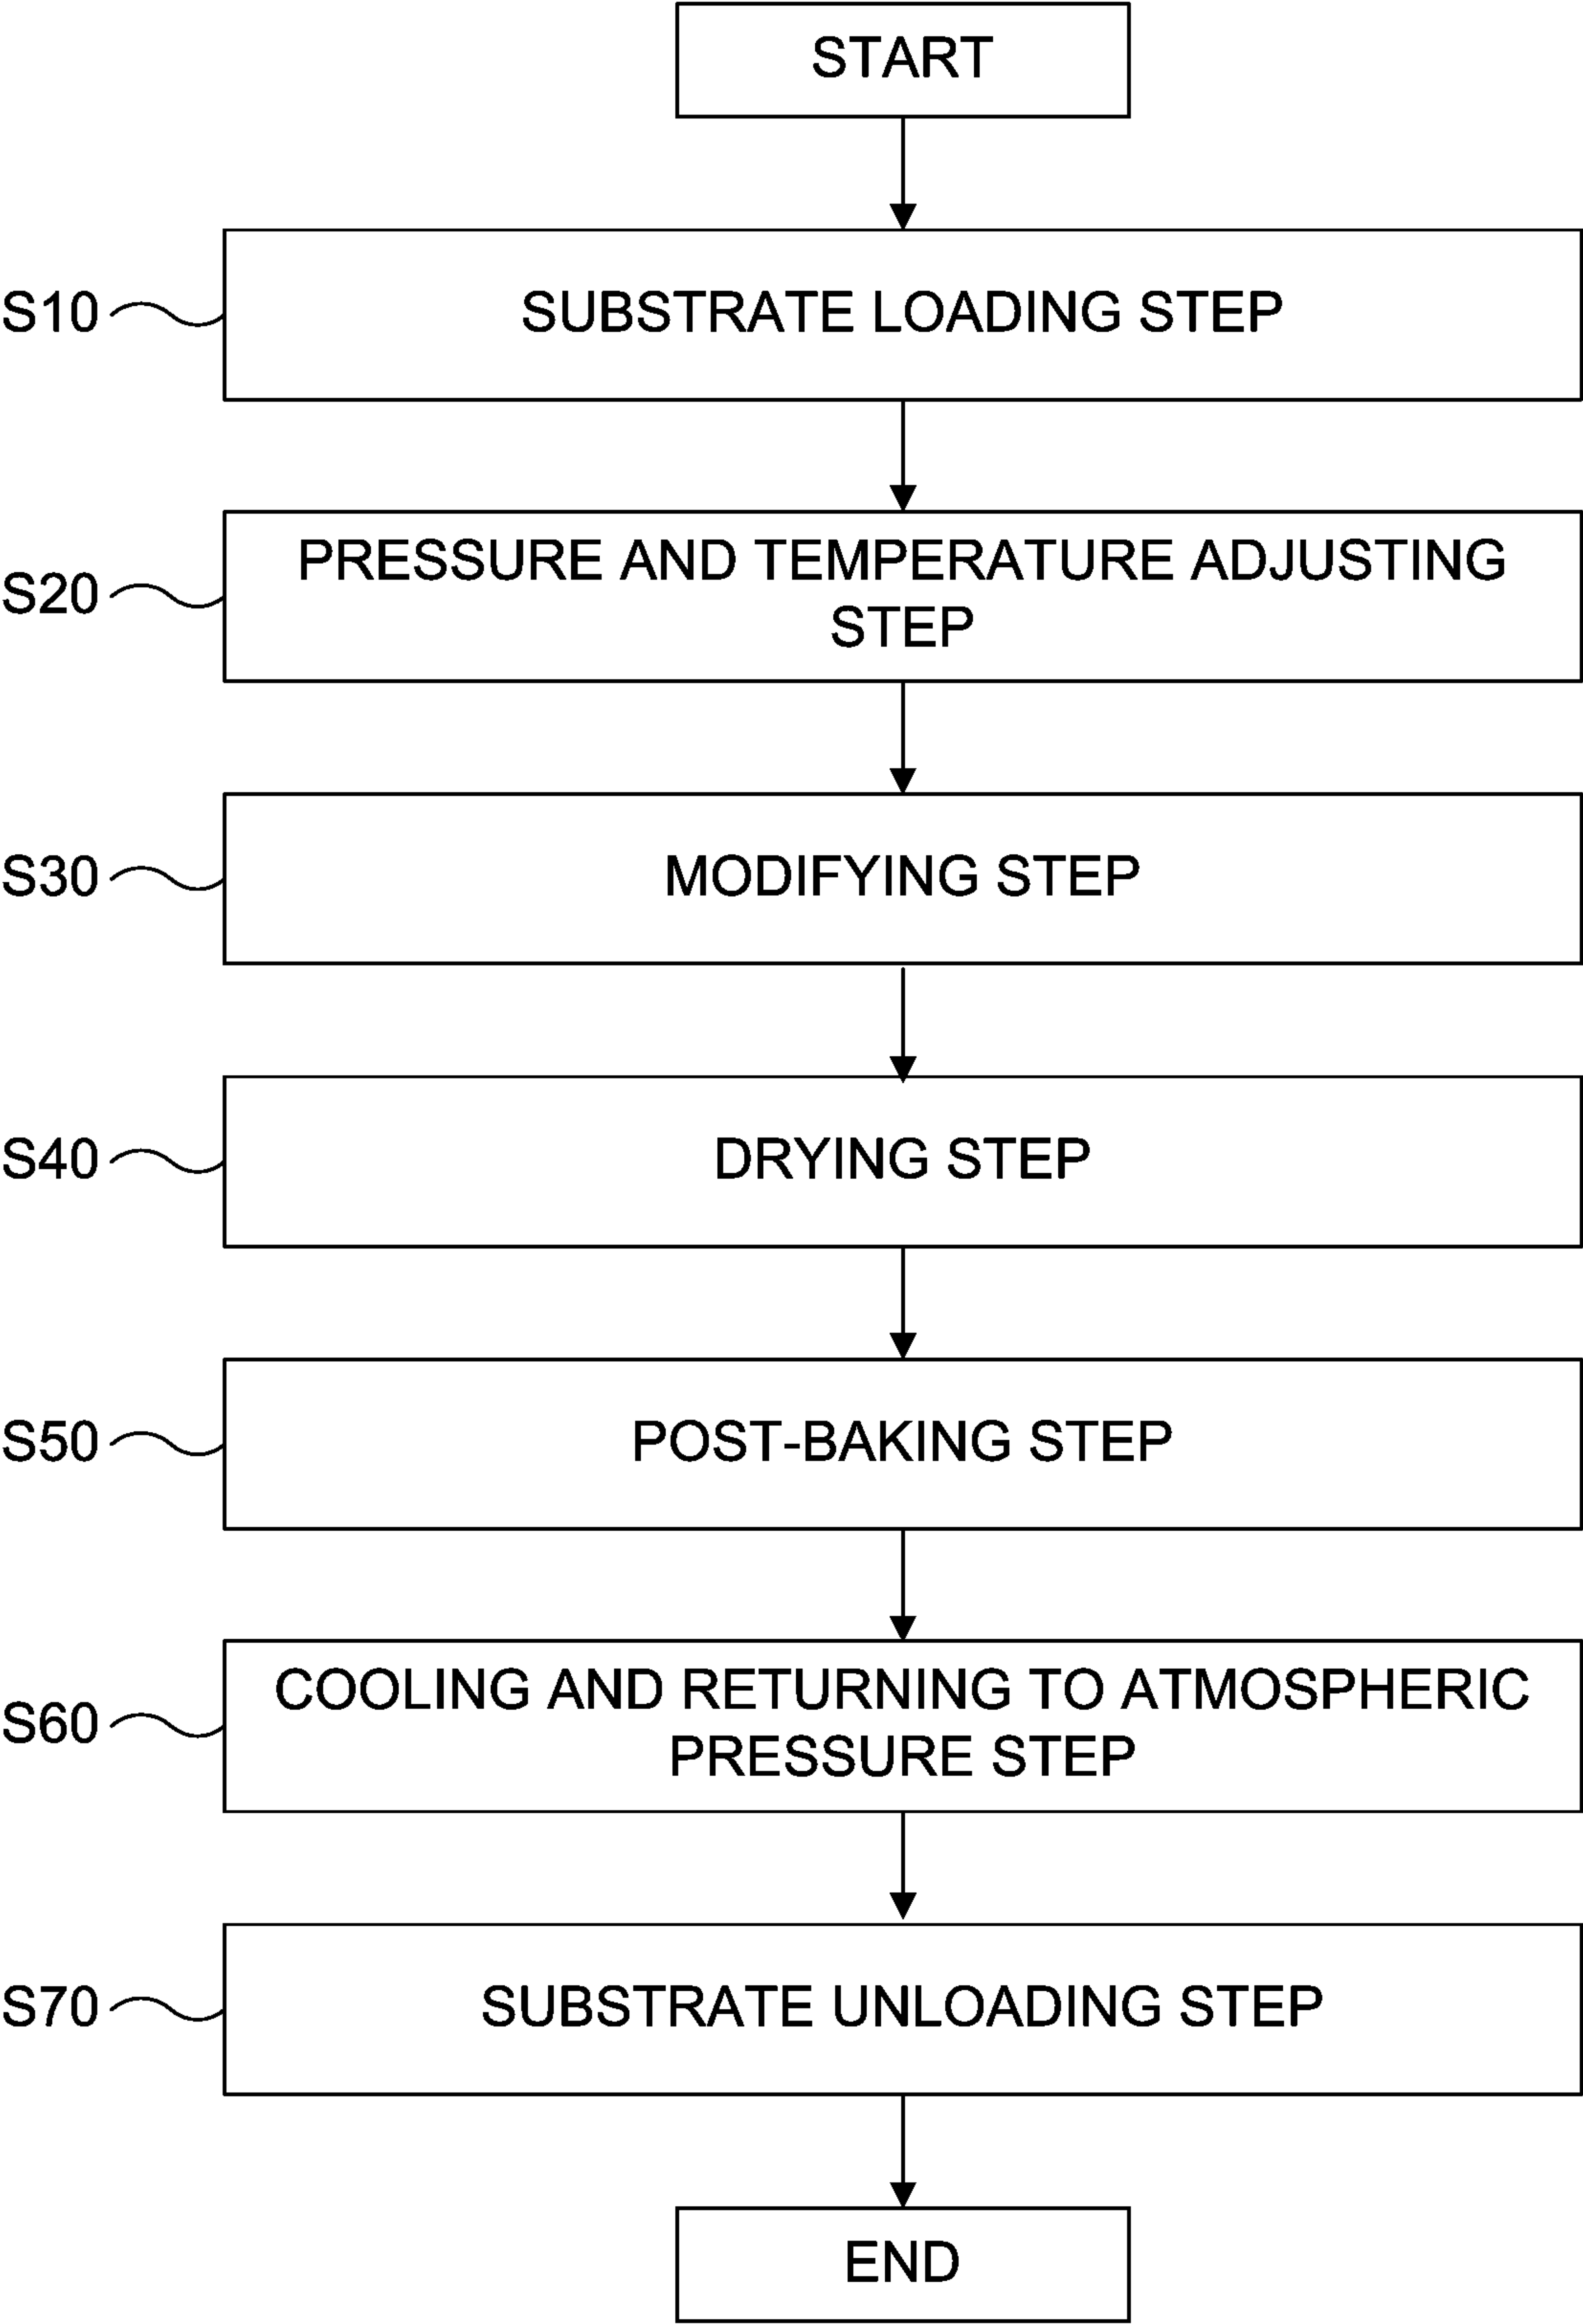 START
S10
SUBSTRATE LOADING STEP
S20
PRESSURE AND TEMPERATURE ADJUSTING
STEP
S30
MODIFYING STEP
S40
DRYING STEP
S50
POST-BAKING STEP
S60
COOLING AND RETURNING TO ATMOSPHERIC
PRESSURE STEP
S70
SUBSTRATE UNLOADING STEP
END